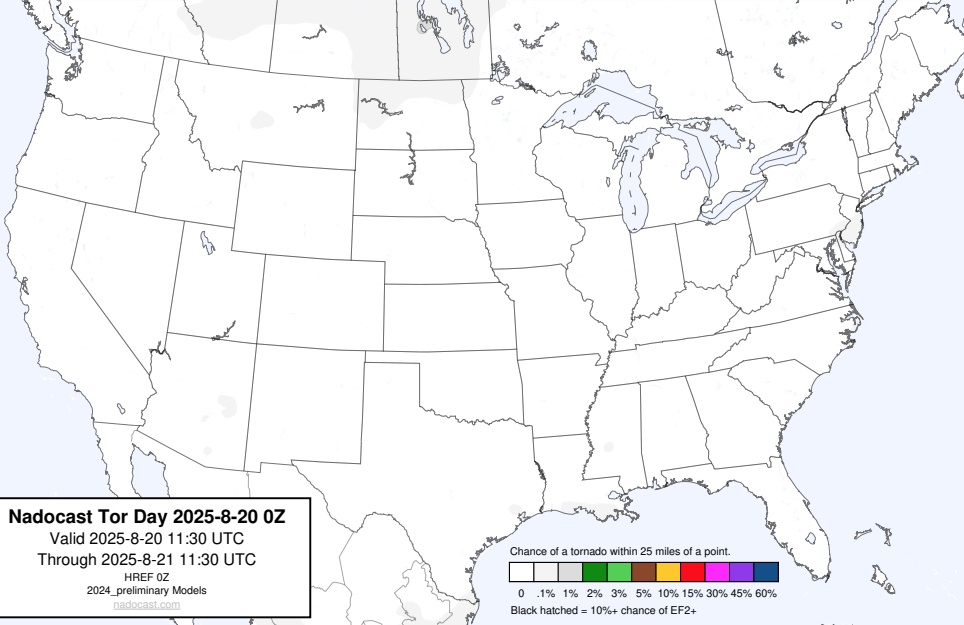 Nadocast Tor Day 2025-8-20 0Z
Valid 2025-8-20 11:30 UTC
Through 2025-8-21 11:30 UTC
HREF 0Z
2024_preliminary Models
nadocast.com
Chance of a tornado within 25 miles of a point.
0 .1% 1% 2% 3% 5% 10% 15% 30% 45% 60%
Black hatched = 10%+ chance of EF2+